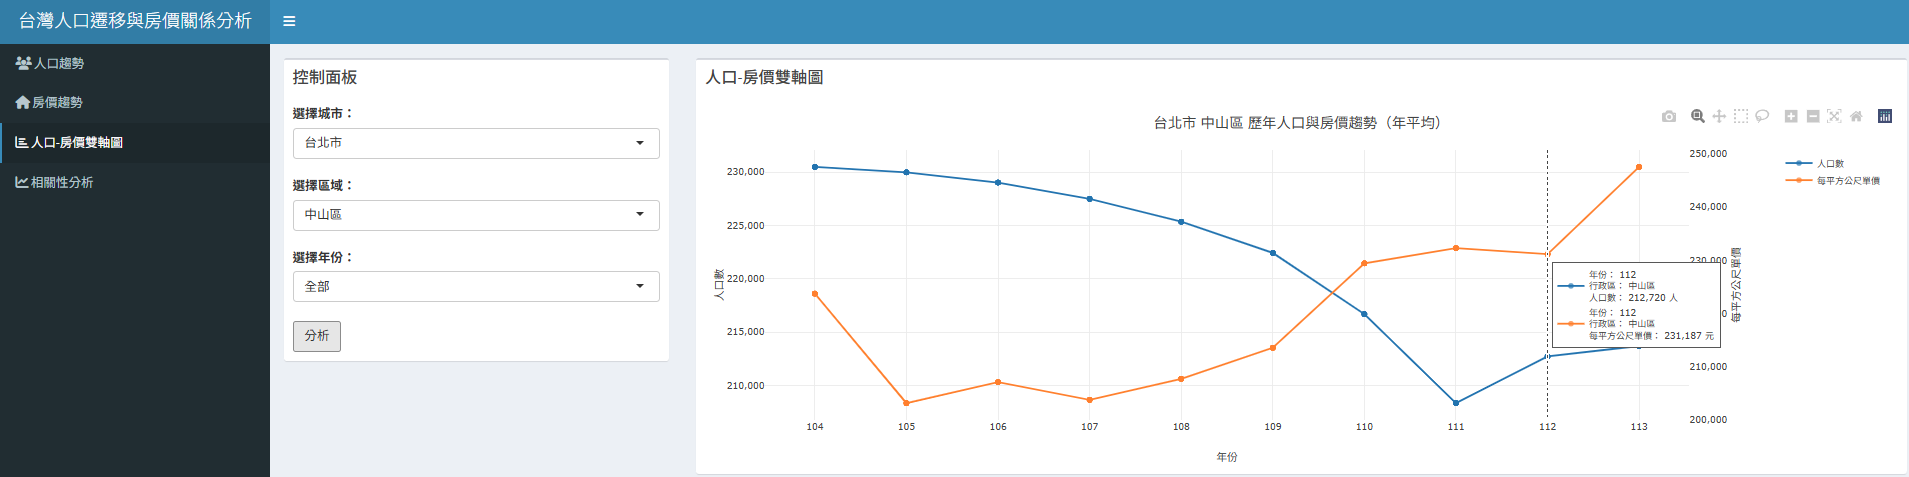 台灣人口遷移與房價關係分析
人口趨勢
房價趨勢
人口-房價雙軸圖
相關性分析
控制面板
選擇城市：
台北市
選擇區域：
中山區
選擇年份：
全部
分析
人口-房價雙軸圖
台北市 中山區 歷年人口與房價趨勢（年平均）
人口數
每平方公尺單價
230,000
225,000
220,000
215,000
210,000
人口數
250,000
240,000
230,000
0
210,000
200,000
每平方公尺單價
年份： 112
行政區： 中山區
人口數： 212,720 人
年份： 112
行政區： 中山區
每平方公尺單價： 231,187 元
104 105 106 107 108 109 110 111 112 113
年份